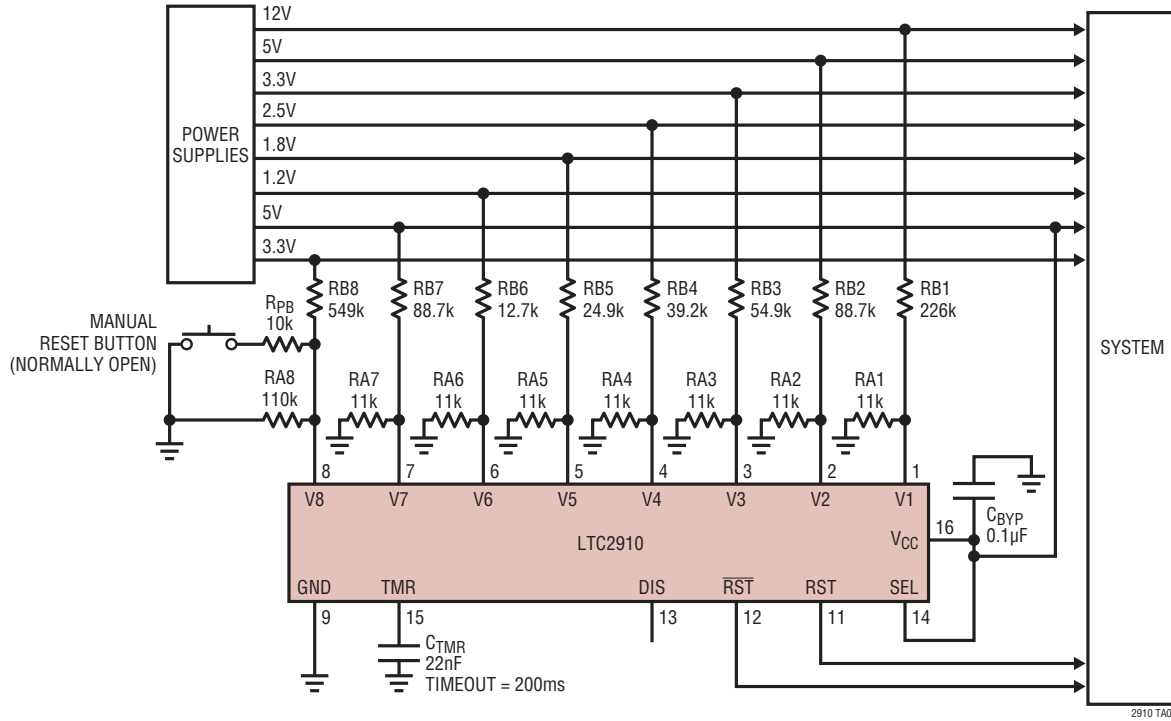 12V
5V
3.3V
2.5V
1.8V
1.2V
5V
3.3V
POWER
SUPPLIES
SYSTEM
MANUAL
RESET BUTTON
(NORMALLY OPEN)
RPB
10k
RB8
549k
RB7
88.7k
RB6
12.7k
RB5
24.9k
RB4
39.2k
RB3
54.9k
RB2
88.7k
RB1
226k
RA8
110k
RA7
11k
RA6
11k
RA5
11k
RA4
11k
RA3
11k
RA2
11k
RA1
11k
8 7 6 5 4 3 2 1
V8 V7 V6 V5 V4 V3 V2 V1
LTC2910
VCC
16
CBYP
0.1µF
GND TMR DIS R̅S̅T̅ RST SEL
9 15 13 12 11 14
CTMR
22nF
TIMEOUT = 200ms